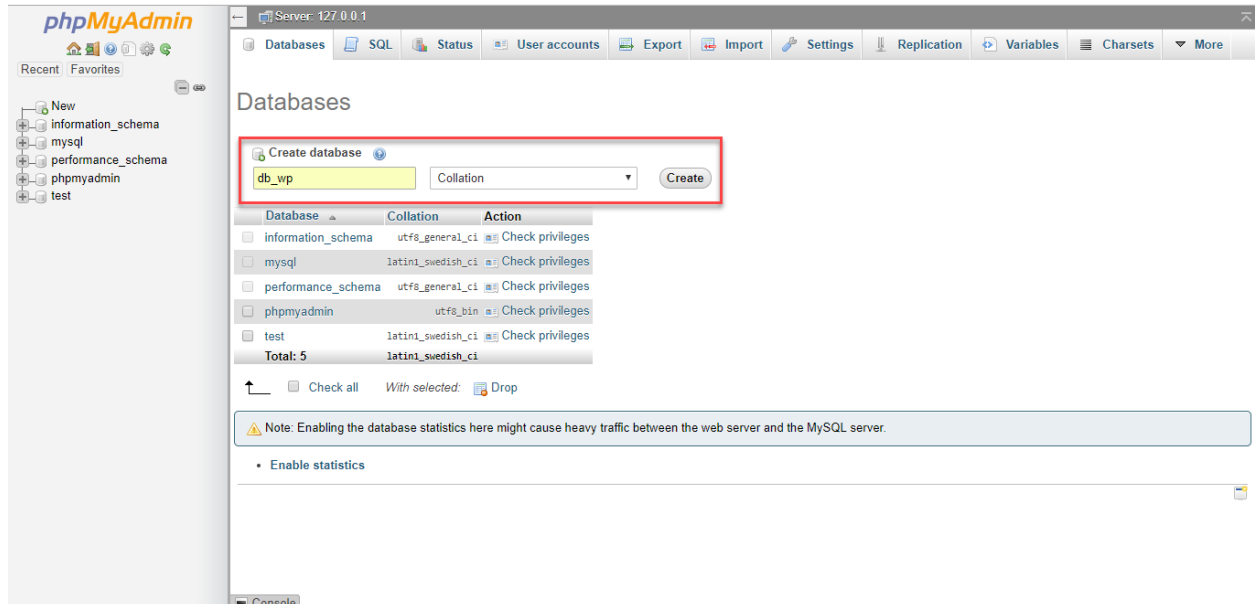 phpMyAdmin
Recent Favorites
New
information_schema
mysql
performance_schema
phpmyadmin
test
Server: 127.0.0.1
Databases SQL Status User accounts Export Import Settings Replication Variables Charsets More
Databases
Create database
db_wp Collation Create
Database Collation Action
information_schema utf8_general_ci Check privileges
mysql latin1_swedish_ci Check privileges
performance_schema utf8_general_ci Check privileges
phpmyadmin utf8_bin Check privileges
test latin1_swedish_ci Check privileges
Total: 5 latin1_swedish_ci
Check all With selected: Drop
Note: Enabling the database statistics here might cause heavy traffic between the web server and the MySQL server.
• Enable statistics
Console